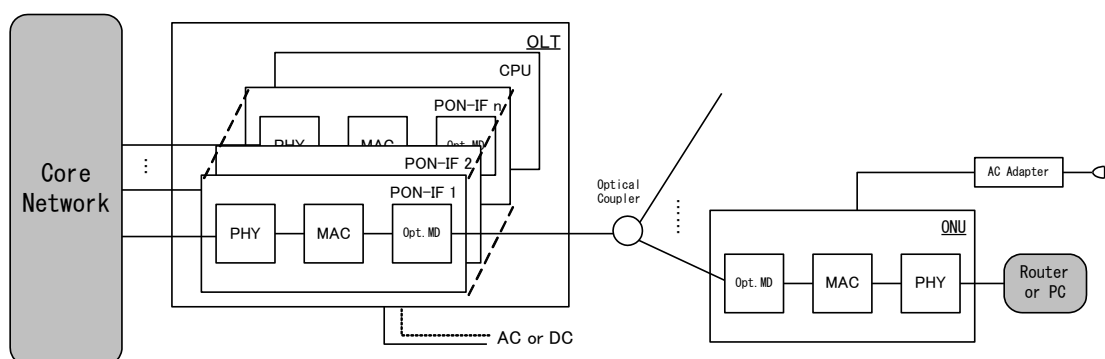 OLT
CPU
PON-IF n
PHY
MAC
Opt.MD
PON-IF 2
PON-IF 1
PHY
MAC
Opt.MD
Core
Network
AC or DC
Optical
Coupler
AC Adapter
ONU
Opt.MD
MAC
PHY
Router
or PC